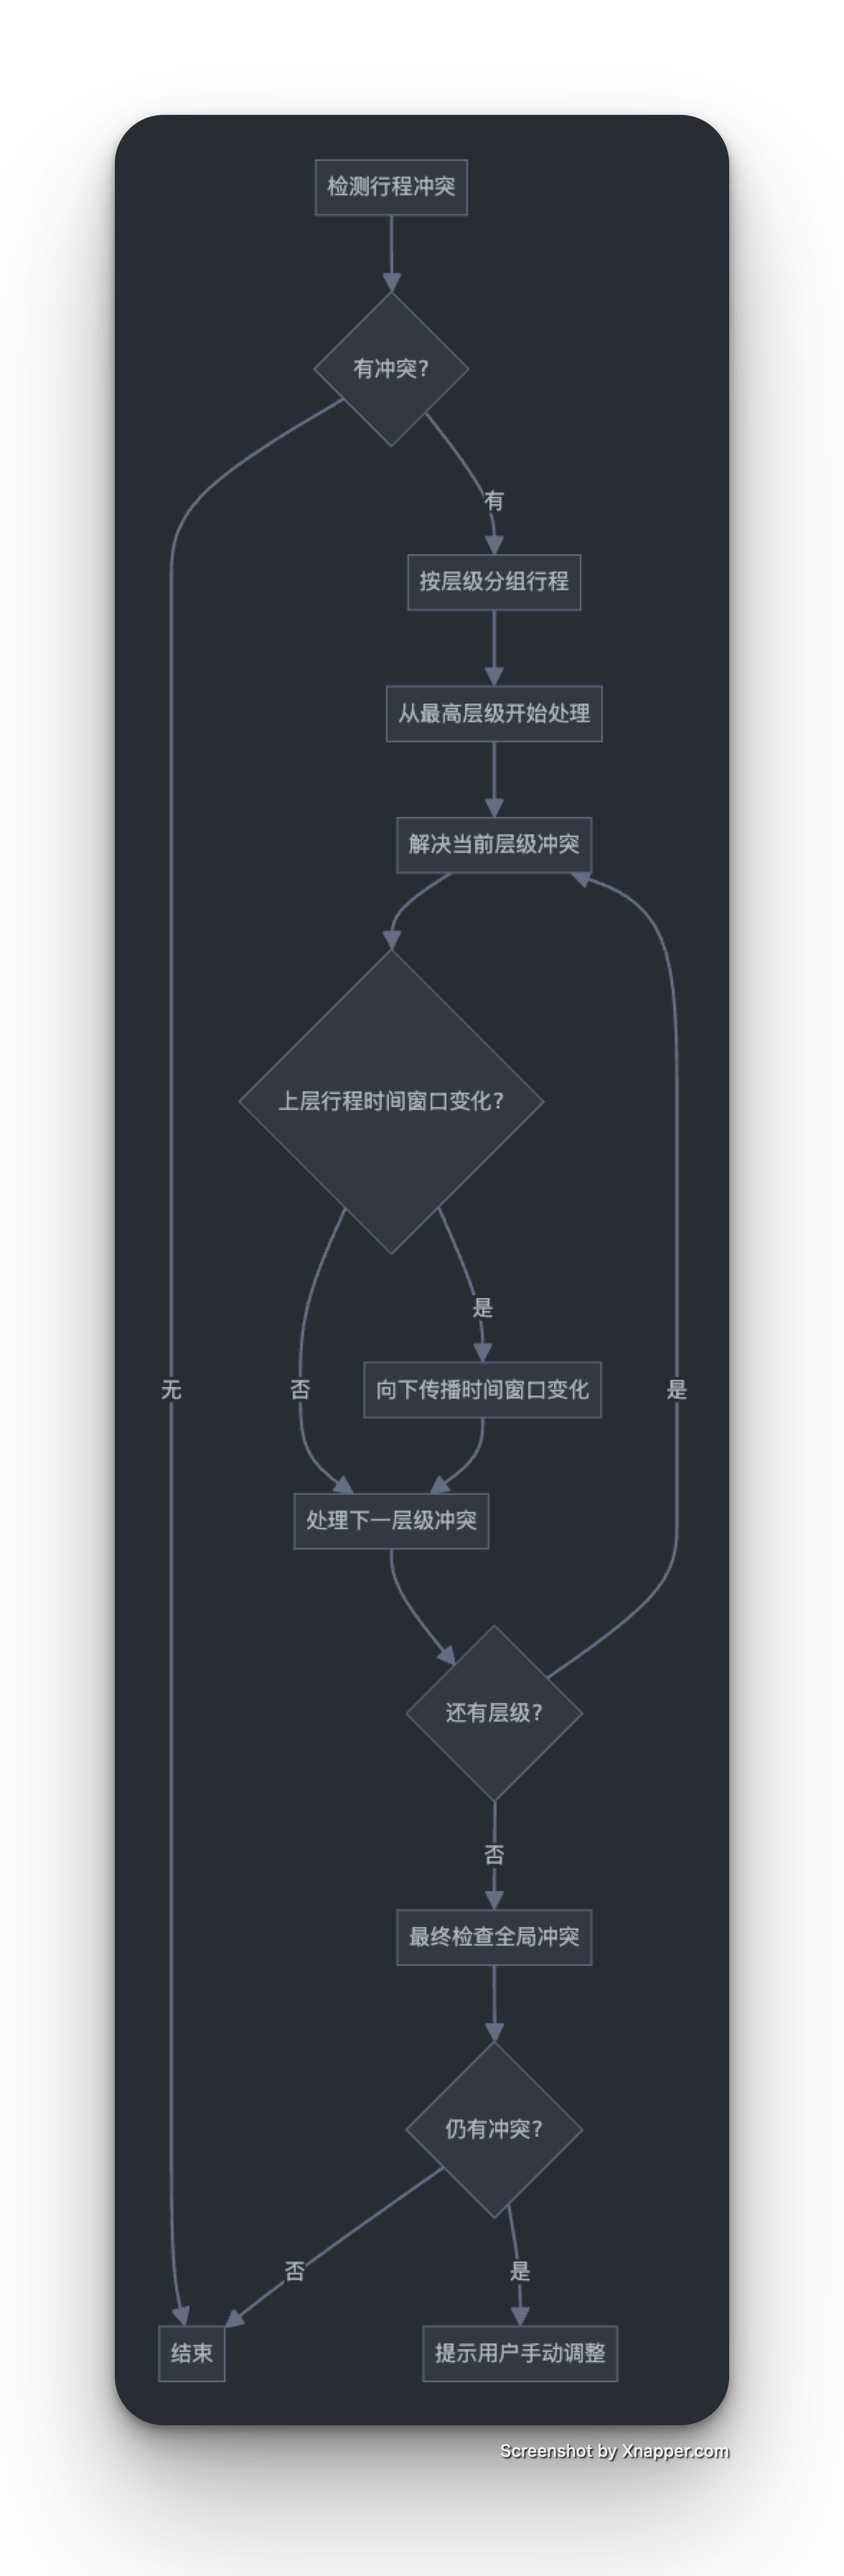 检测行程冲突
有冲突?
有
按层级分组行程
从最高层级开始处理
解决当前层级冲突
上层行程时间窗口变化?
是
无
否
向下传播时间窗口变化
是
处理下一层级冲突
还有层级?
否
最终检查全局冲突
仍有冲突?
否
是
结束
提示用户手动调整
Screenshot by Xnapper.com